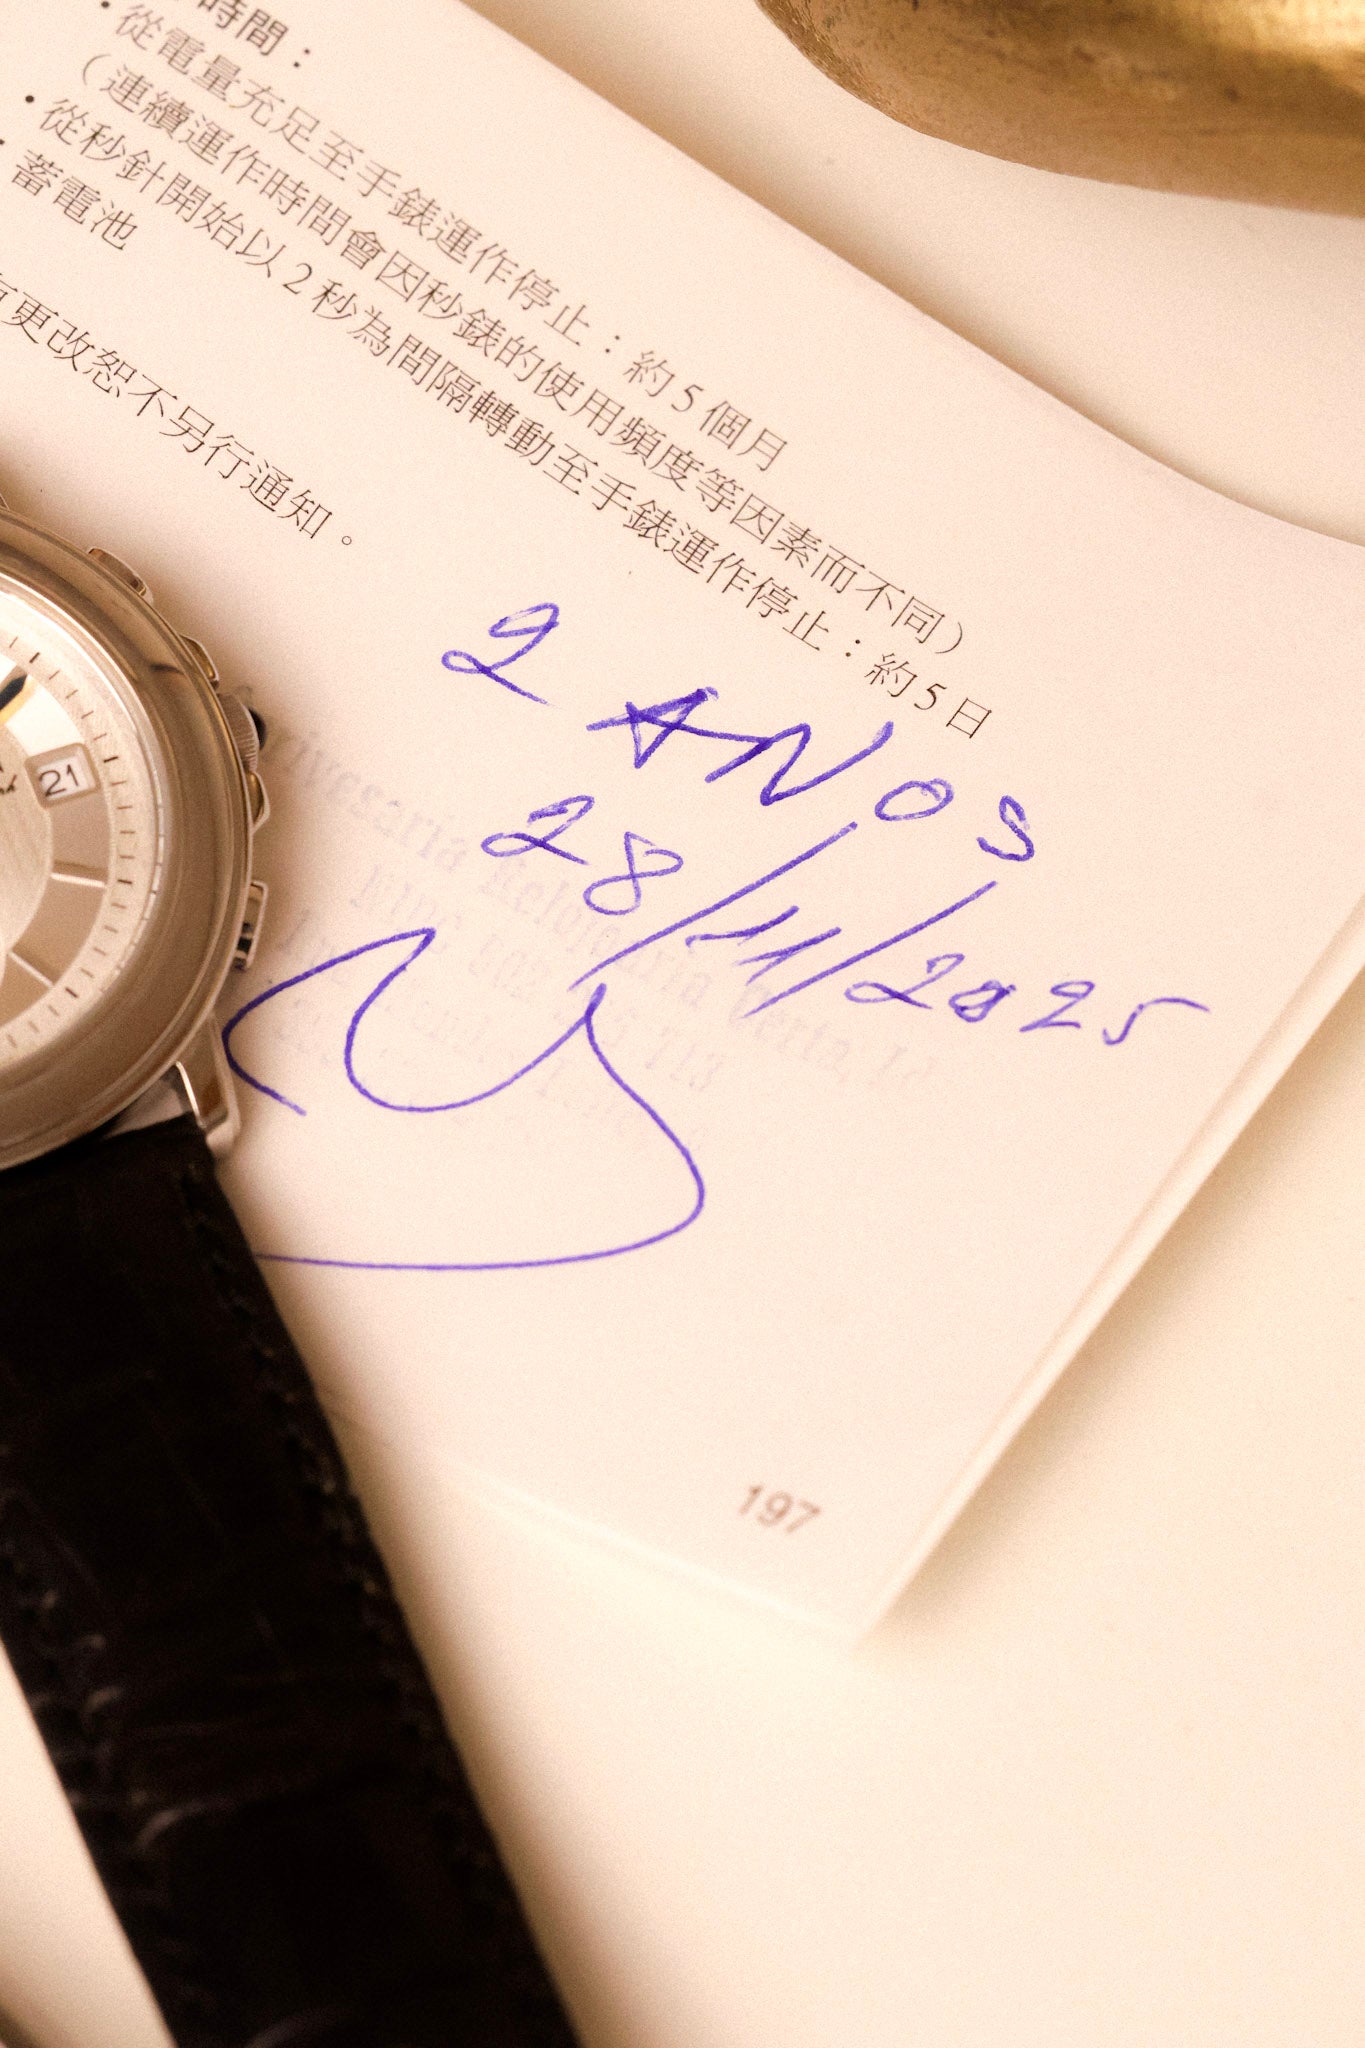 時間：
・從電量充足至手錶運作停止：約5個月
（連續運作時間會因秒錶的使用頻度等因素而不同）
・從秒針開始以2秒為間隔轉動至手錶運作停止：約5日
・蓄電池
更改恕不另行通知。
21
2 ANOS
28/11/2025
197